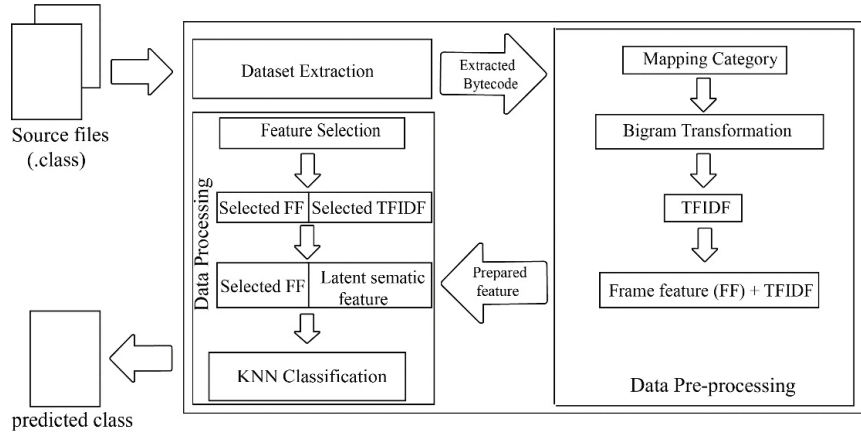 Source files
(.class)
Dataset Extraction
Extracted
Bytecode
Mapping Category
Bigram Transformation
TFIDF
Frame feature (FF) + TFIDF
Data Pre-processing
Prepared
feature
Data Processing
Feature Selection
Selected FF
Selected TFIDF
Selected FF
Latent sematic
feature
KNN Classification
predicted class